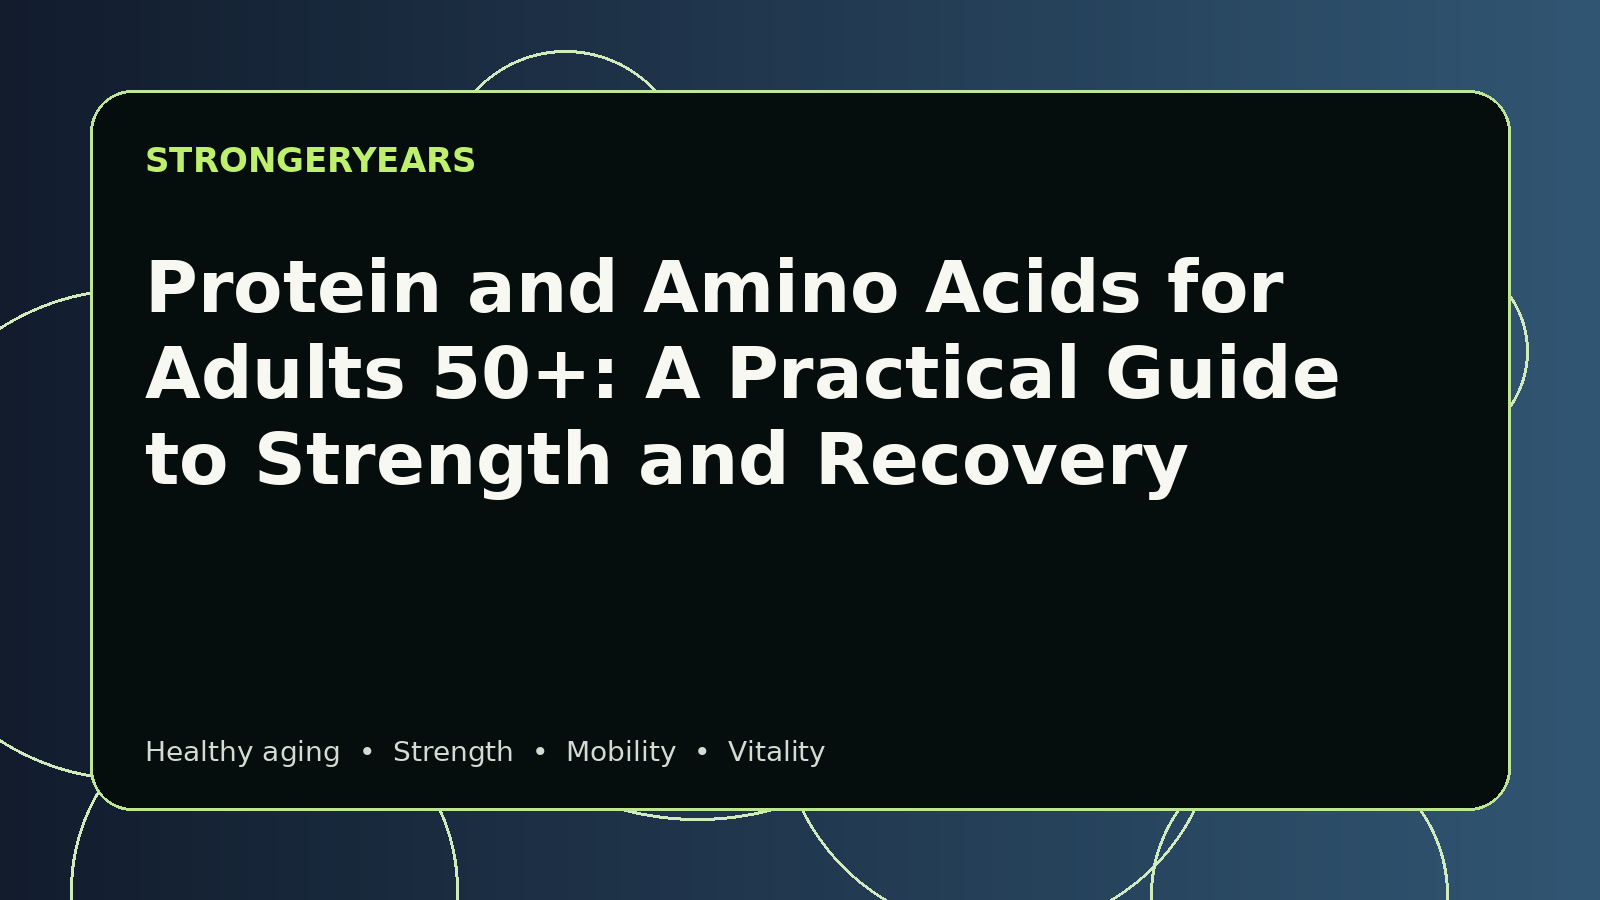 STRONGERYEARS
Protein and Amino Acids for
Adults 50+: A Practical Guide
to Strength and Recovery
Healthy aging • Strength • Mobility • Vitality